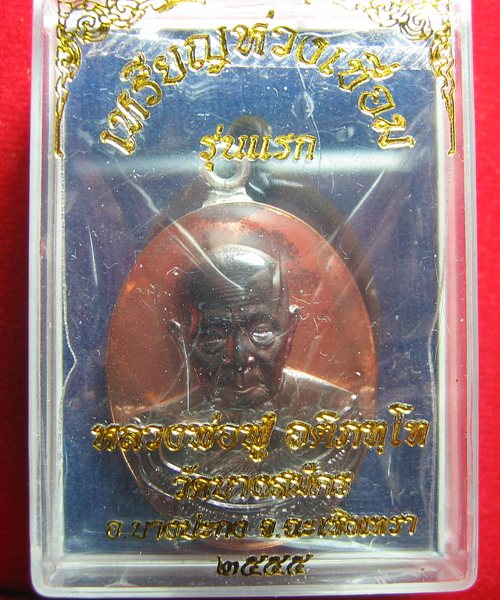 เหรียญห่วงเชื่อม
รุ่นแรก
หลวงพ่อฟู อติภทฺโท
วัดบางสมัคร
อ.บางปะกง จ.ฉะเชิงเทรา
๒๕๕๕